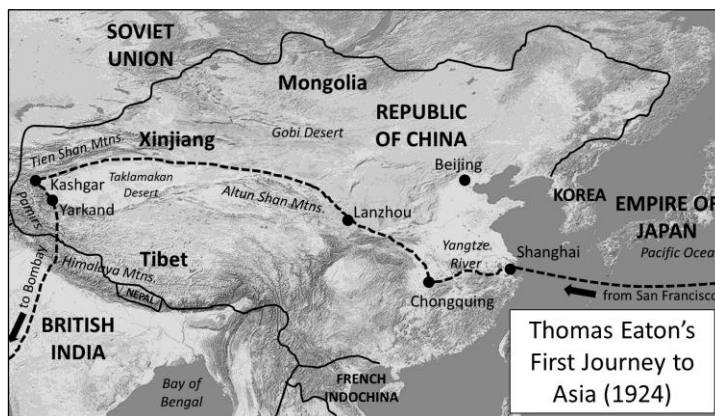 SOVIET
UNION
Mongolia
REPUBLIC
OF CHINA
Xinjiang
Gobi Desert
Tien Shan Mtns.
Beijing
Kashgar
Taklamakan
Desert
Yarkand
Altun Shan Mtns.
Lanzhou
KOREA
EMPIRE OF
JAPAN
Pamirs
Tibet
Yangtze
River
Shanghai
Pacific Ocea
to Bombay
Himalaya Mtns.
NEPAL
Chongquing
from San Francisco
BRITISH
INDIA
Bay of
Bengal
FRENCH
INDOCHINA
Thomas Eaton's
First Journey to
Asia (1924)